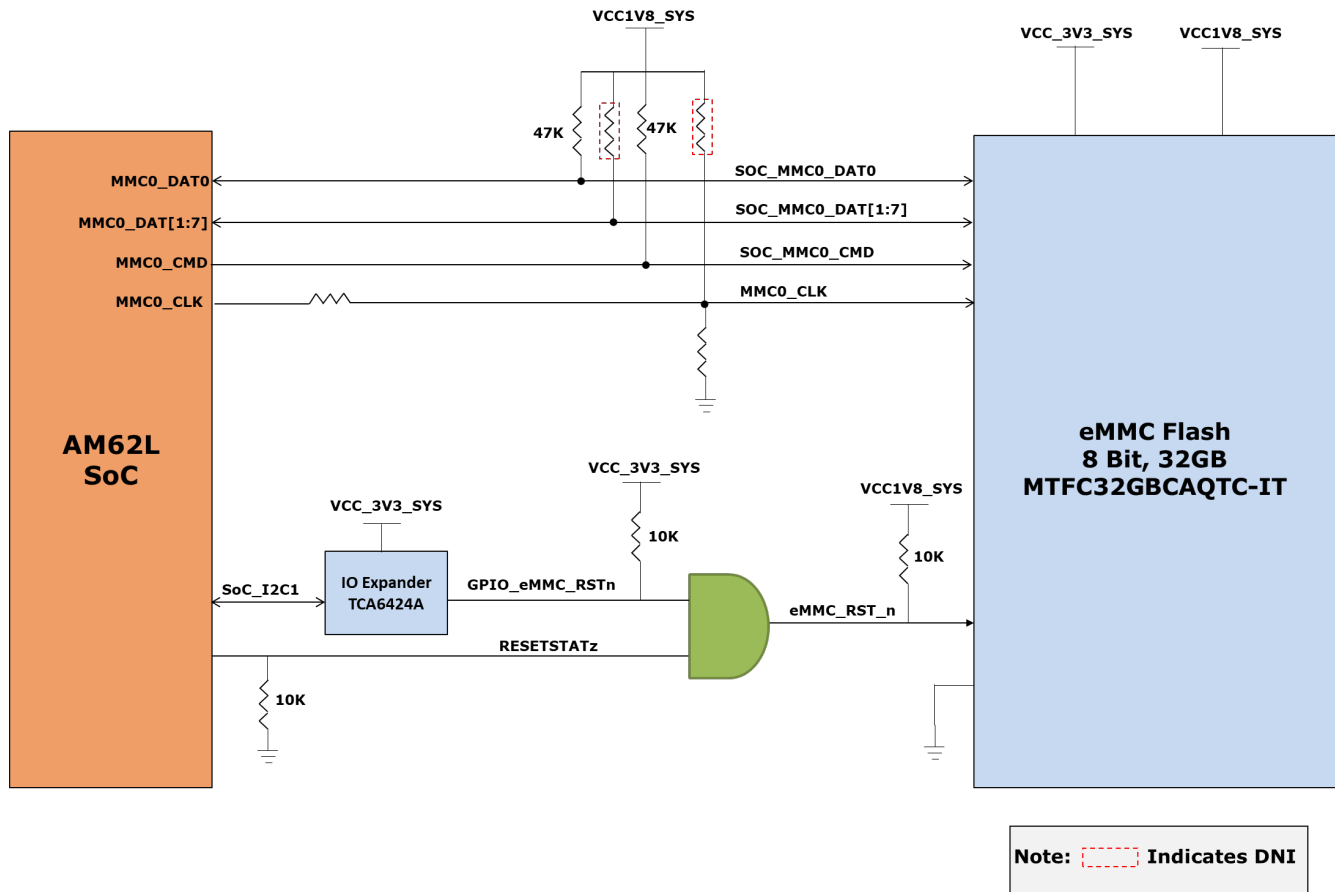 VCC1V8_SYS
VCC_3V3_SYS
VCC1V8_SYS
47K
47K
MMC0_DAT0
SOC_MMC0_DAT0
MMC0_DAT[1:7]
SOC_MMC0_DAT[1:7]
MMC0_CMD
SOC_MMC0_CMD
MMC0_CLK
MMC0_CLK
AM62L
SoC
eMMC Flash
8 Bit, 32GB
MTFC32GBCAQTC-IT
VCC_3V3_SYS
VCC1V8_SYS
VCC_3V3_SYS
10K
10K
SoC_I2C1
IO Expander
TCA6424A
GPIO_eMMC_RSTn
eMMC_RST_n
RESETSTATz
10K
Note: Indicates DNI